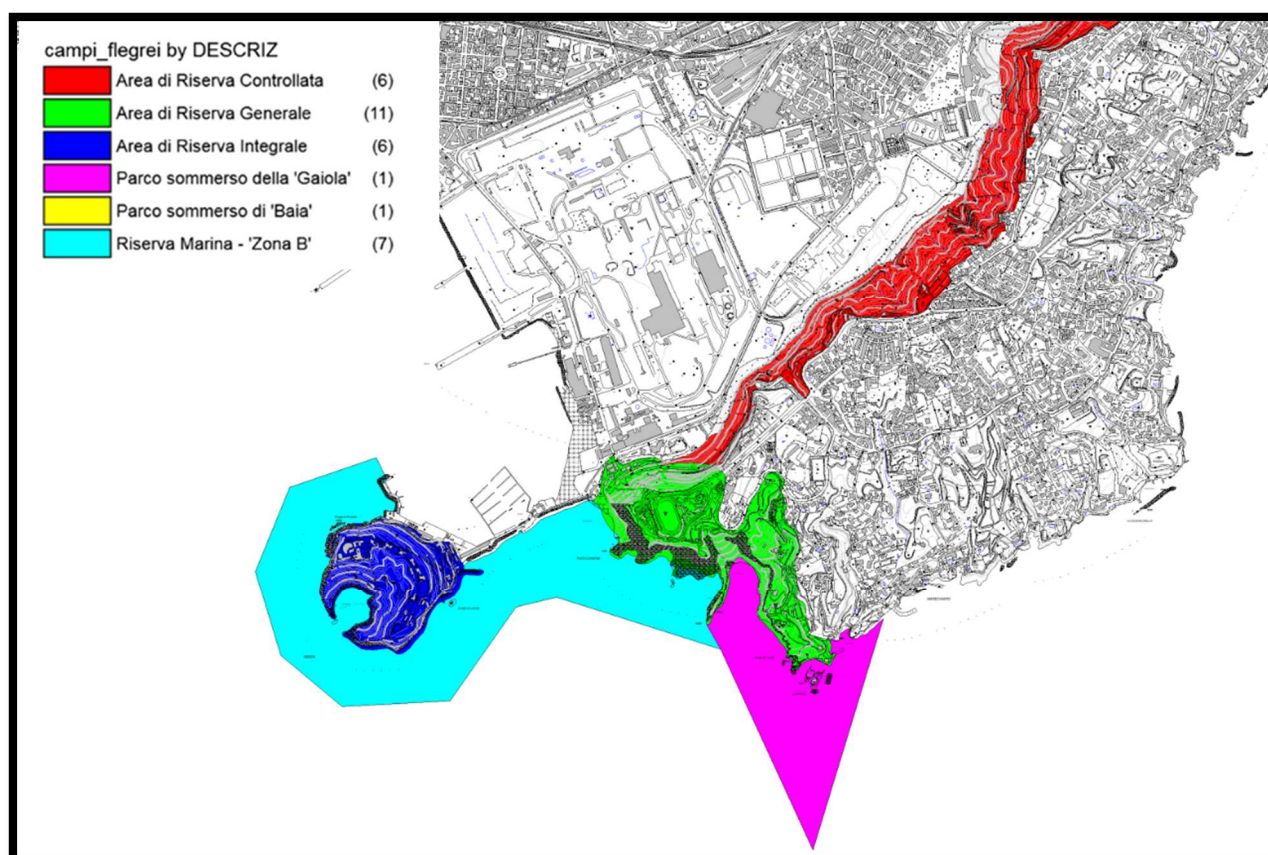 campi_flegrei by DESCRIZ
Area di Riserva Controllata (6)
Area di Riserva Generale (11)
Area di Riserva Integrale (6)
Parco sommerso della 'Gaiola' (1)
Parco sommerso di 'Baia' (1)
Riserva Marina - 'Zona B' (7)